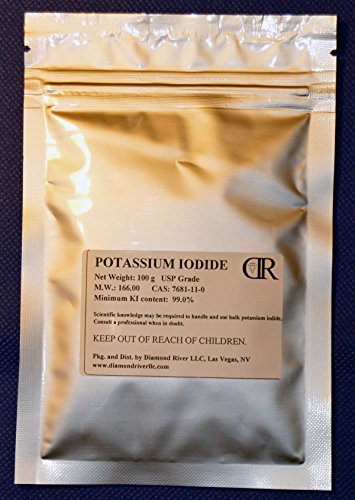 POTASSIUM IODIDE
Net Weight: 100 g USP Grade
M.W.: 166.00 CAS: 7681-11-0
Minimum KI content: 99.0%
DR
Scientific knowledge may be required to handle and use bulk potassium iodide.
Consult a professional when in doubt.
KEEP OUT OF REACH OF CHILDREN.
Pkg. and Dist. by Diamond River LLC, Las Vegas, NV
www.diamondriverllc.com